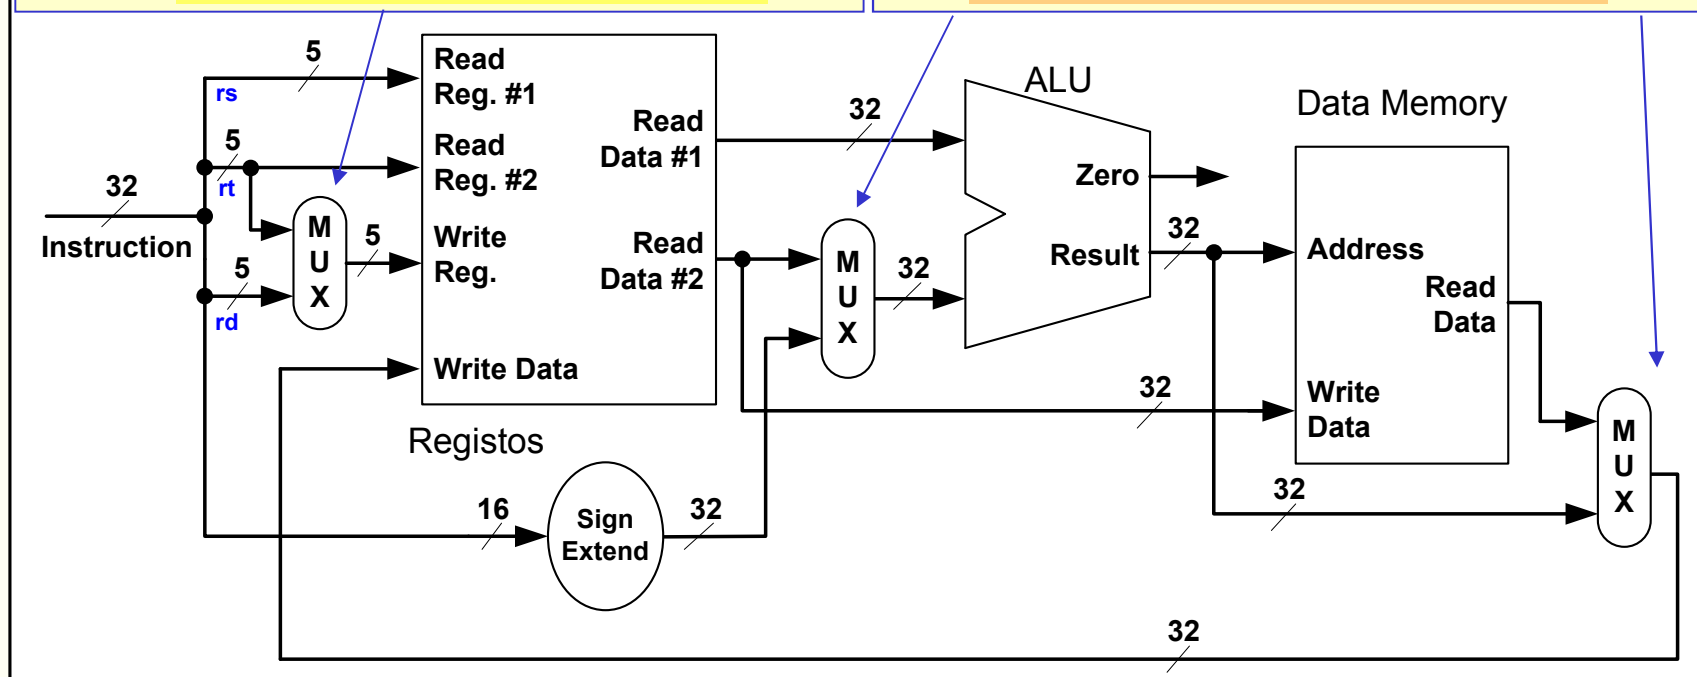 5
rs
Read
Reg. #1
5
rt
Read
Reg. #2
32
Instruction
M
U
X
5
Write
Reg.
5
rd
Write Data
Read
Data #1
Read
Data #2
Registos
16
Sign
Extend
32
32
M
U
X
32
ALU
Zero
Result
32
Data Memory
Address
Read
Data
Write
Data
32
32
M
U
X
32